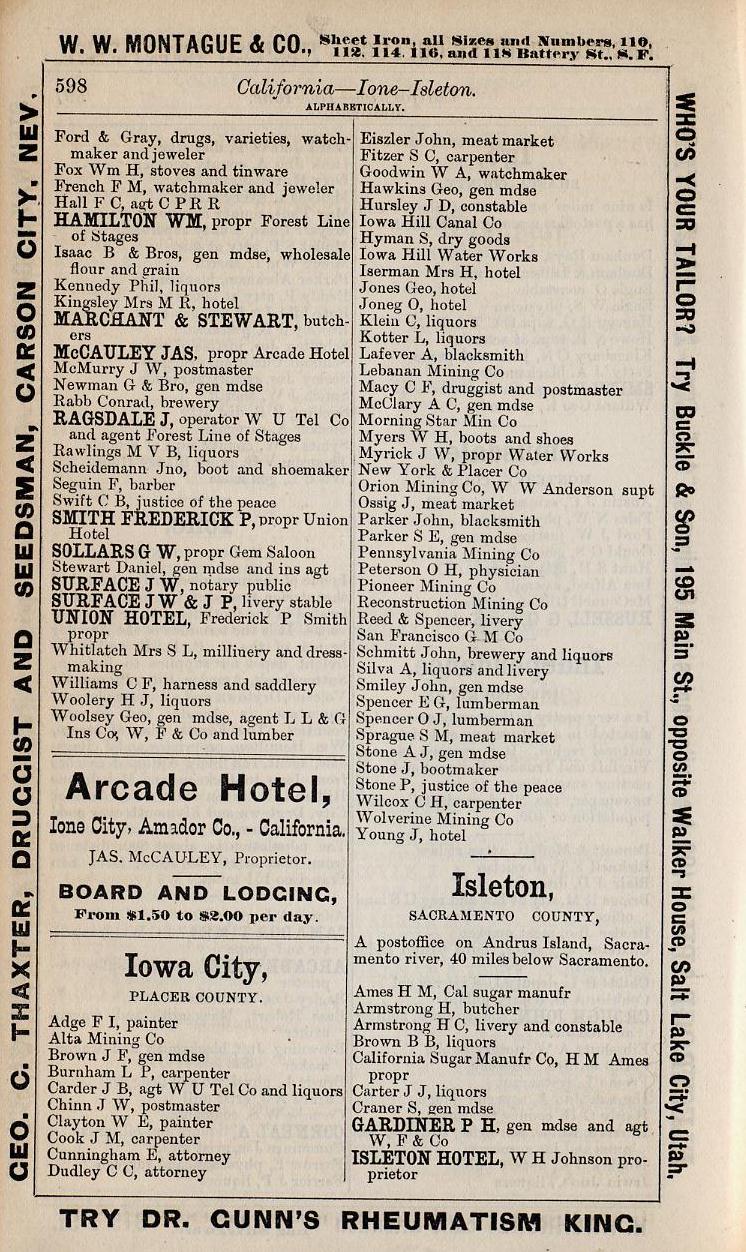 W. W. MONTAGUE & CO., Sheet Iron, all Sizes and Numbers, 110,
112, 114, 116, and 118 Battery St., S. F.
598
California—Ione–Isleton.
ALPHABETICALLY.
Ford & Gray, drugs, varieties, watch-
maker and jeweler
Fox Wm H, stoves and tinware
French F M, watchmaker and jeweler
Hall F C, agt C P R R
HAMILTON WM, propr Forest Line
of Stages
Isaac B & Bros, gen mdse, wholesale
flour and grain
Kennedy Phil, liquors
Kingsley Mrs M R, hotel
MARCHANT & STEWART, butch-
ers
McCAULEY JAS, propr Arcade Hotel
McMurry J W, postmaster
Newman G & Bro, gen mdse
Rabb Conrad, brewery
RAGSDALE J, operator W U Tel Co
and agent Forest Line of Stages
Rawlings M V B, liquors
Scheidemann Jno, boot and shoemaker
Seguin F, barber
Swift C B, justice of the peace
SMITH FREDERICK P, propr Union
Hotel
SOLLARS G W, propr Gem Saloon
Stewart Daniel, gen mdse and ins agt
SURFACE J W, notary public
SURFACE J W & J P, livery stable
UNION HOTEL, Frederick P Smith
propr
Whitlatch Mrs S L, millinery and dress-
making
Williams C F, harness and saddlery
Woolery H J, liquors
Woolsey Geo, gen mdse, agent L L & G
Ins Co, W, F & Co and lumber
Arcade Hotel,
Ione City, Amador Co., - California.
JAS. McCAULEY, Proprietor.
BOARD AND LODGING,
From $1.50 to $2.00 per day.
Iowa City,
PLACER COUNTY.
Adge F I, painter
Alta Mining Co
Brown J F, gen mdse
Burnham L P, carpenter
Carder J B, agt W U Tel Co and liquors
Chinn J W, postmaster
Clayton W E, painter
Cook J M, carpenter
Cunningham E, attorney
Dudley C C, attorney
Eiszler John, meat market
Fitzer S C, carpenter
Goodwin W A, watchmaker
Hawkins Geo, gen mdse
Hursley J D, constable
Iowa Hill Canal Co
Hyman S, dry goods
Iowa Hill Water Works
Iserman Mrs H, hotel
Jones Geo, hotel
Joneg O, hotel
Klein C, liquors
Kotter L, liquors
Lafever A, blacksmith
Lebanan Mining Co
Macy C F, druggist and postmaster
McClary A C, gen mdse
Morning Star Min Co
Myers W H, boots and shoes
Myrick J W, propr Water Works
New York & Placer Co
Orion Mining Co, W W Anderson supt
Ossig J, meat market
Parker John, blacksmith
Parker S E, gen mdse
Pennsylvania Mining Co
Peterson O H, physician
Pioneer Mining Co
Reconstruction Mining Co
Reed & Spencer, livery
San Francisco G M Co
Schmitt John, brewery and liquors
Silva A, liquors and livery
Smiley John, gen mdse
Spencer E G, lumberman
Spencer O J, lumberman
Sprague S M, meat market
Stone A J, gen mdse
Stone J, bootmaker
Stone P, justice of the peace
Wilcox C H, carpenter
Wolverine Mining Co
Young J, hotel
Isleton,
SACRAMENTO COUNTY,
A postoffice on Andrus Island, Sacra-
mento river, 40 miles below Sacramento.
Ames H M, Cal sugar manufr
Armstrong H, butcher
Armstrong H C, livery and constable
Brown B B, liquors
California Sugar Manufr Co, H M Ames
propr
Carter J J, liquors
Craner S, gen mdse
GARDINER P H, gen mdse and agt
W, F & Co
ISLETON HOTEL, W H Johnson pro-
prietor
GEO. C. THAXTER, DRUGGIST AND SEEDSMAN, CARSON CITY, NEV.
WHO'S YOUR TAILOR? Try Buckle & Son, 195 Main St., opposite Walker House, Salt Lake City, Utah.
TRY DR. GUNN'S RHEUMATISM KING.